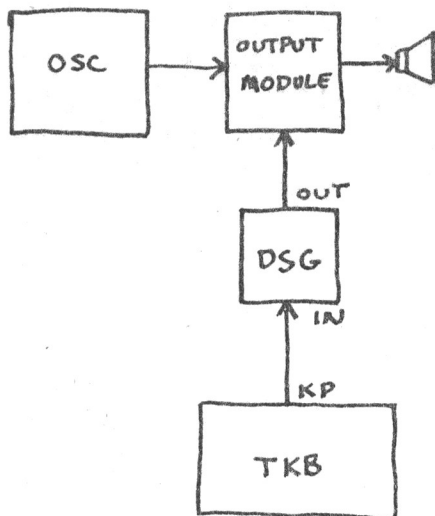 OSC
OUTPUT
MODULE
OUT
DSG
IN
KP
TKB